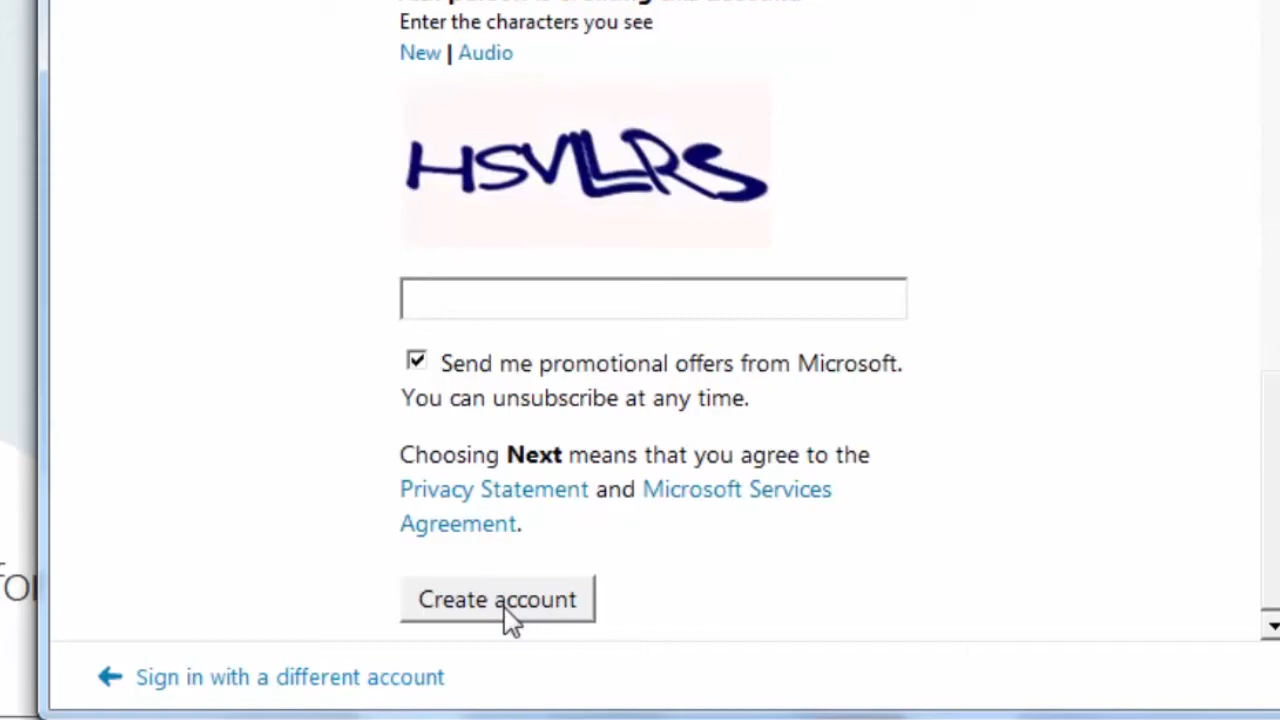 Enter the characters you see
New | Audio
Send me promotional offers from Microsoft.
You can unsubscribe at any time.
Choosing Next means that you agree to the
Privacy Statement and Microsoft Services
Agreement.
Create account
Sign in with a different account